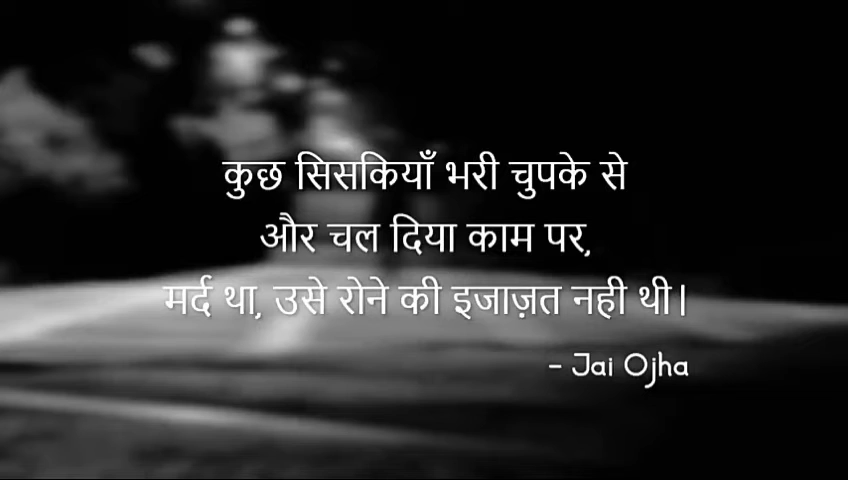 कुछ सिसकियाँ भरी चुपके से
और चल दिया काम पर,
मर्द था, उसे रोने की इजाज़त नही थी।
- Jai Ojha